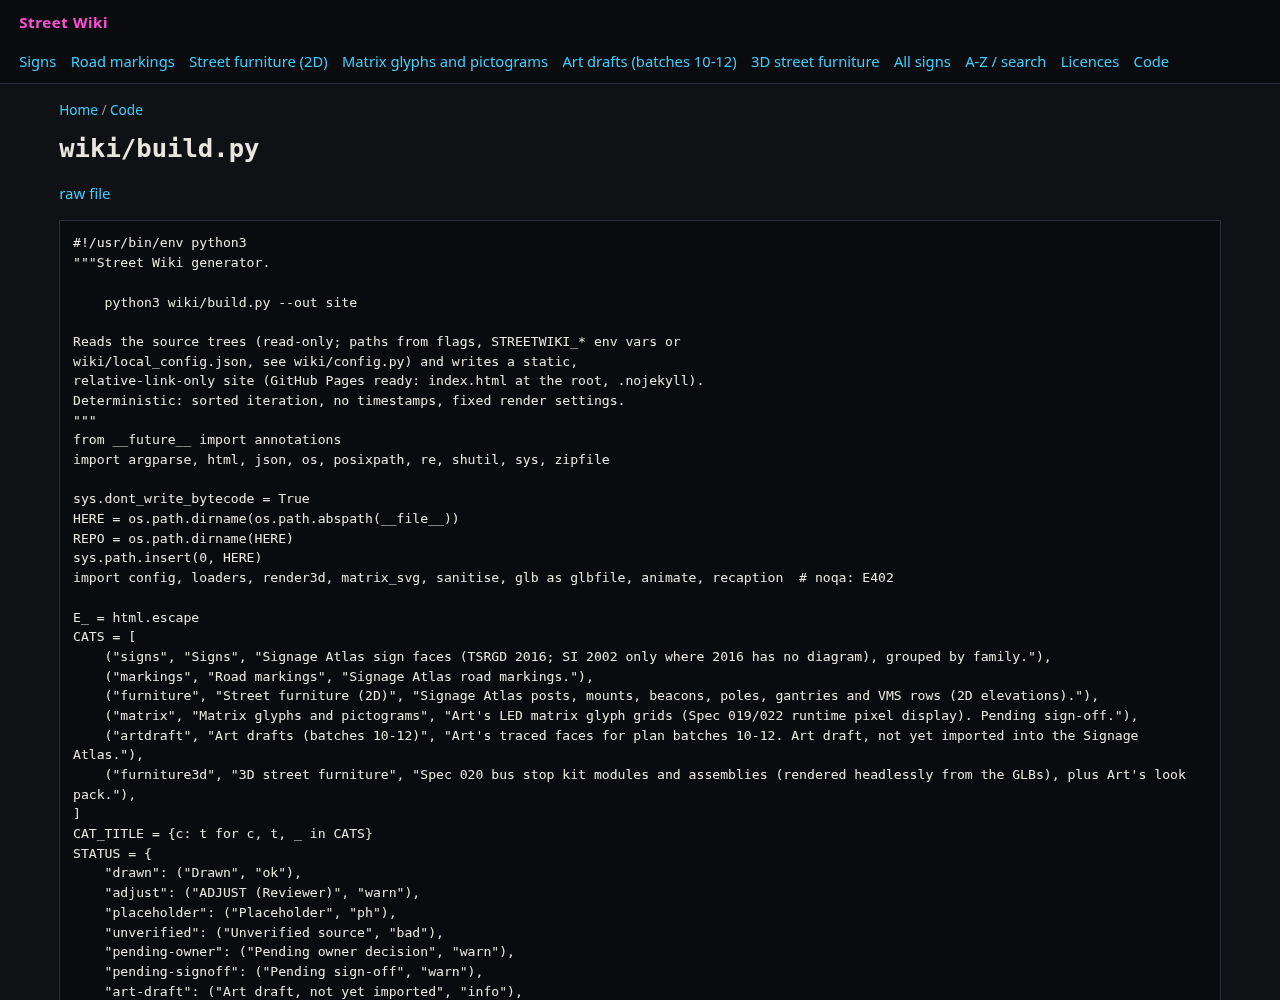 Street Wiki
Signs Road markings Street furniture (2D) Matrix glyphs and pictograms Art drafts (batches 10-12) 3D street furniture All signs A-Z / search Licences Code
Home / Code
wiki/build.py
raw file
#!/usr/bin/env python3
"""Street Wiki generator.
    python3 wiki/build.py --out site
Reads the source trees (read-only; paths from flags, STREETWIKI_* env vars or
wiki/local_config.json, see wiki/config.py) and writes a static,
relative-link-only site (GitHub Pages ready: index.html at the root, .nojekyll).
Deterministic: sorted iteration, no timestamps, fixed render settings.
"""
from __future__ import annotations
import argparse, html, json, os, posixpath, re, shutil, sys, zipfile
sys.dont_write_bytecode = True
HERE = os.path.dirname(os.path.abspath(__file__))
REPO = os.path.dirname(HERE)
sys.path.insert(0, HERE)
import config, loaders, render3d, matrix_svg, sanitise, glb as glbfile, animate, recaption  # noqa: E402
E_ = html.escape
CATS = [
    ("signs", "Signs", "Signage Atlas sign faces (TSRGD 2016; SI 2002 only where 2016 has no diagram), grouped by family."),
    ("markings", "Road markings", "Signage Atlas road markings."),
    ("furniture", "Street furniture (2D)", "Signage Atlas posts, mounts, beacons, poles, gantries and VMS rows (2D elevations)."),
    ("matrix", "Matrix glyphs and pictograms", "Art's LED matrix glyph grids (Spec 019/022 runtime pixel display). Pending sign-off."),
    ("artdraft", "Art drafts (batches 10-12)", "Art's traced faces for plan batches 10-12. Art draft, not yet imported into the Signage
Atlas."),
    ("furniture3d", "3D street furniture", "Spec 020 bus stop kit modules and assemblies (rendered headlessly from the GLBs), plus Art's look
pack."),
]
CAT_TITLE = {c: t for c, t, _ in CATS}
STATUS = {
    "drawn": ("Drawn", "ok"),
    "adjust": ("ADJUST (Reviewer)", "warn"),
    "placeholder": ("Placeholder", "ph"),
    "unverified": ("Unverified source", "bad"),
    "pending-owner": ("Pending owner decision", "warn"),
    "pending-signoff": ("Pending sign-off", "warn"),
    "art-draft": ("Art draft, not yet imported", "info"),